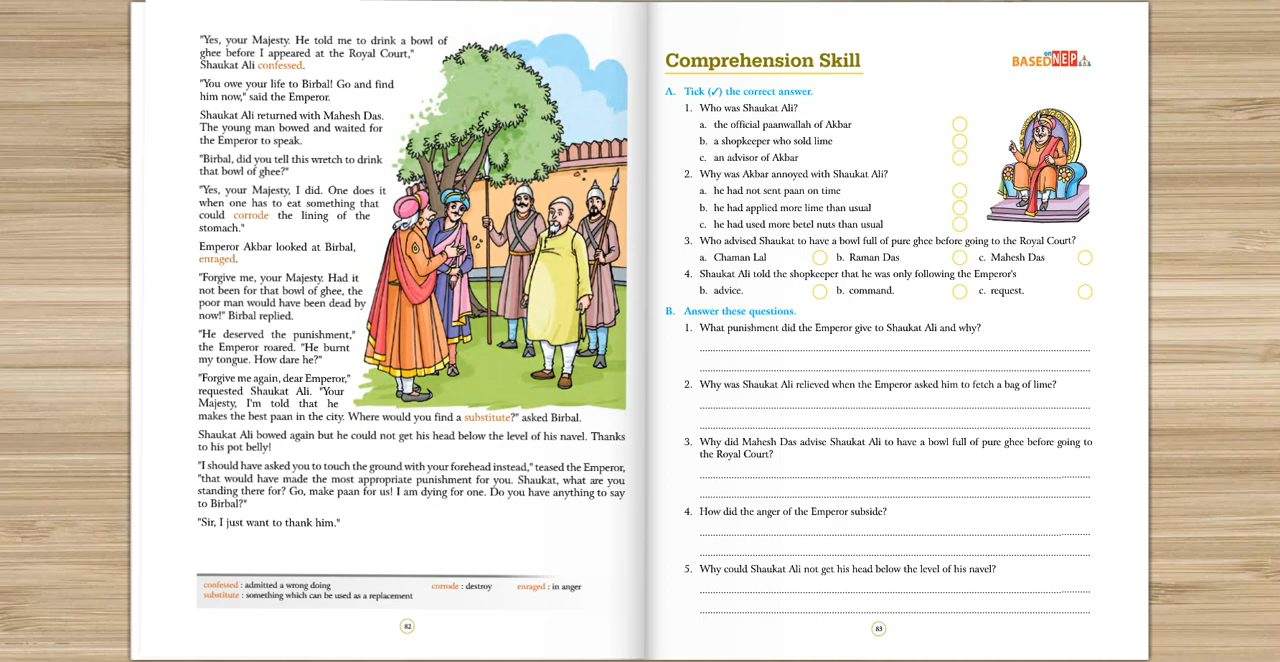 "Yes, your Majesty. He told me to drink a bowl of
ghee before I appeared at the Royal Court,"
Shaukat Ali confessed.
"You owe your life to Birbal! Go and find
him now," said the Emperor.
Shaukat Ali returned with Mahesh Das.
The young man bowed and waited for
the Emperor to speak.
"Birbal, did you tell this wretch to drink
that bowl of ghee?"
"Yes, your Majesty, I did. One does it
when one has to eat something that
could corrode the lining of the
stomach."
Emperor Akbar looked at Birbal,
enraged.
"Forgive me, your Majesty. Had it
not been for that bowl of ghee, the
poor man would have been dead by
now!" Birbal replied.
"He deserved the punishment,"
the Emperor roared. "He burnt
my tongue. How dare he?"
"Forgive me again, dear Emperor,"
requested Shaukat Ali. "Your
Majesty, I'm told that he
makes the best paan in the city. Where would you find a substitute?" asked Birbal.
Shaukat Ali bowed again but he could not get his head below the level of his navel. Thanks
to his pot belly!
"I should have asked you to touch the ground with your forehead instead," teased the Emperor,
"that would have made the most appropriate punishment for you. Shaukat, what are you
standing there for? Go, make paan for us! I am dying for one. Do you have anything to say
to Birbal?"
"Sir, I just want to thank him."
confessed : admitted a wrong doing corrode : destroy enraged : in anger
substitute : something which can be used as a replacement
82
Comprehension Skill
BASED on NEP
A. Tick (✓) the correct answer.
1. Who was Shaukat Ali?
a. the official paanwallah of Akbar
b. a shopkeeper who sold lime
c. an advisor of Akbar
2. Why was Akbar annoyed with Shaukat Ali?
a. he had not sent paan on time
b. he had applied more lime than usual
c. he had used more betel nuts than usual
3. Who advised Shaukat to have a bowl full of pure ghee before going to the Royal Court?
a. Chaman Lal b. Raman Das c. Mahesh Das
4. Shaukat Ali told the shopkeeper that he was only following the Emperor's
b. advice. b. command. c. request.
B. Answer these questions.
1. What punishment did the Emperor give to Shaukat Ali and why?
2. Why was Shaukat Ali relieved when the Emperor asked him to fetch a bag of lime?
3. Why did Mahesh Das advise Shaukat Ali to have a bowl full of pure ghee before going to
the Royal Court?
4. How did the anger of the Emperor subside?
5. Why could Shaukat Ali not get his head below the level of his navel?
83